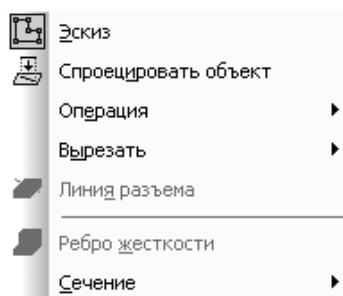 Эскиз
Спроецировать объект
Операция
Вырезать
Линия разъема
Ребро жесткости
Сечение